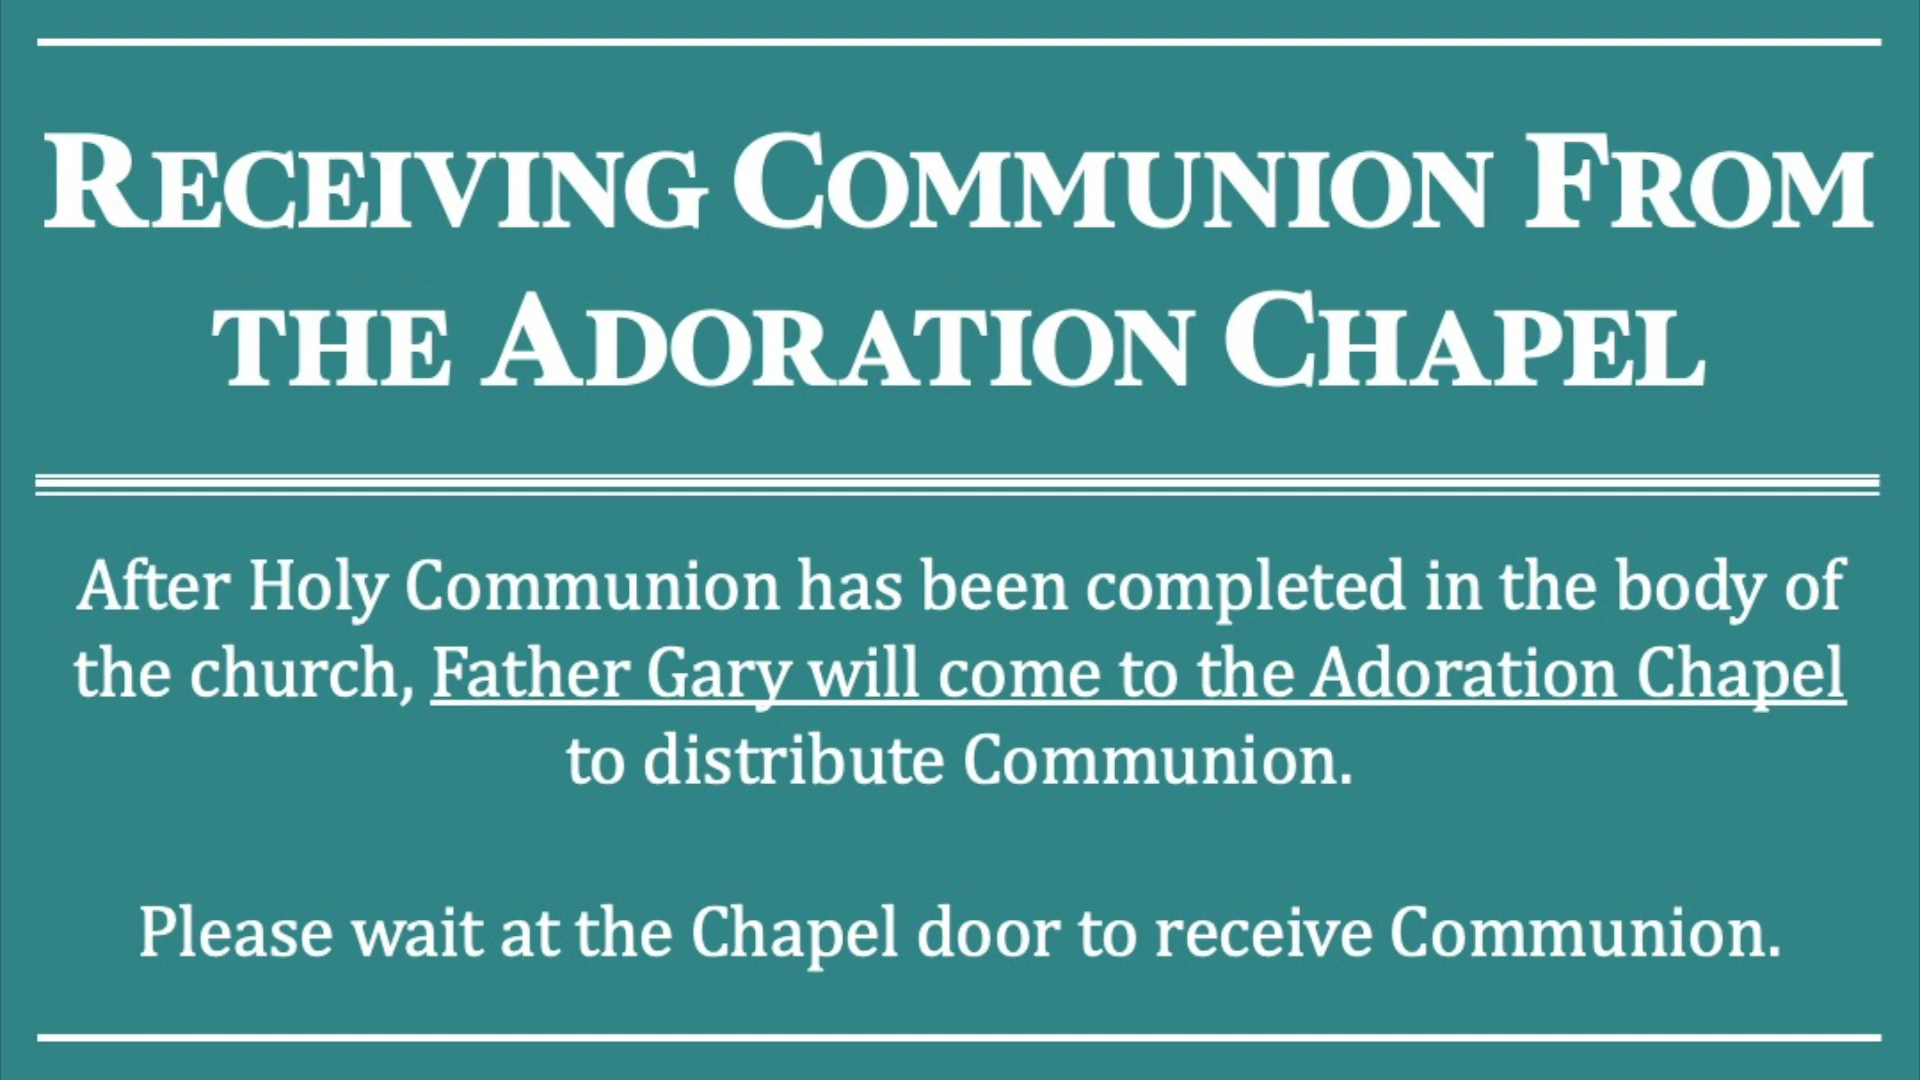 RECEIVING COMMUNION FROM
THE ADORATION CHAPEL
After Holy Communion has been completed in the body of
the church, Father Gary will come to the Adoration Chapel
to distribute Communion.
Please wait at the Chapel door to receive Communion.